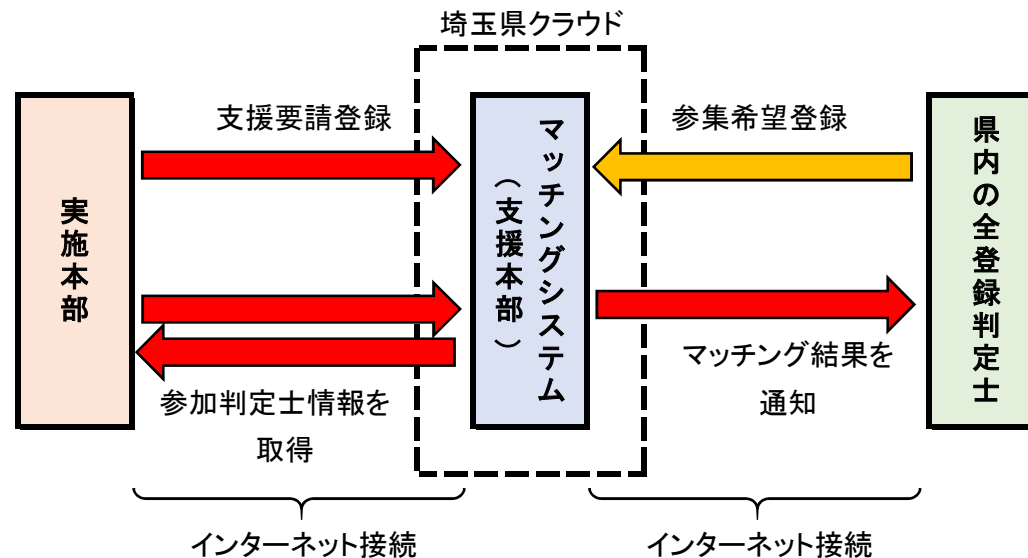 埼玉県クラウド
支援要請登録
参集希望登録
実施本部
マッチングシステム
（支援本部）
県内の全登録判定士
参加判定士情報を
取得
マッチング結果を
通知
インターネット接続
インターネット接続